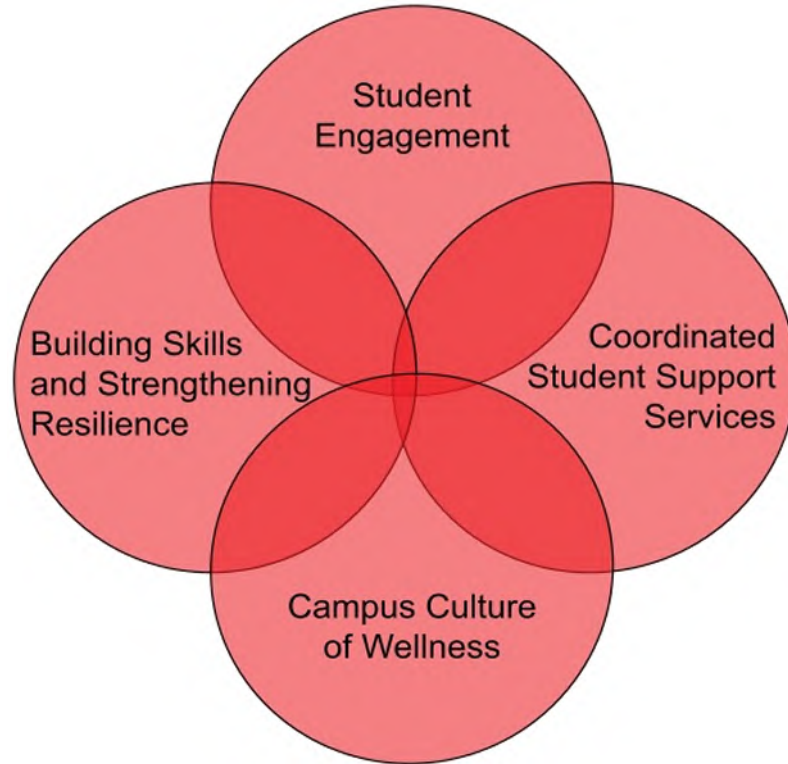 Student
Engagement
Building Skills
and Strengthening
Resilience
Coordinated
Student Support
Services
Campus Culture
of Wellness